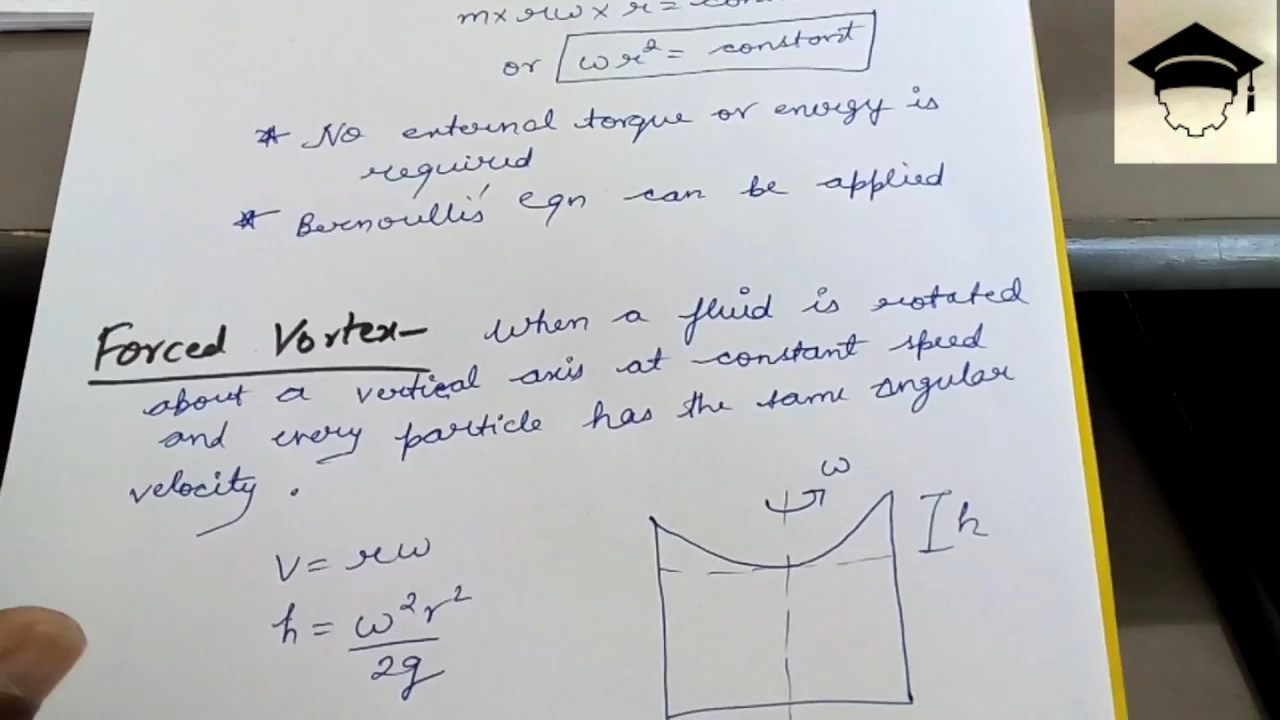 m x rω x r =
or ωr² = constant
* No external torque or energy is
required
* Bernoulli's eqn can be applied
Forced Vortex- When a fluid is rotated
about a vertical axis at constant speed
and every particle has the same angular
velocity.
ω
h
V = rω
h = ω²r²
2g